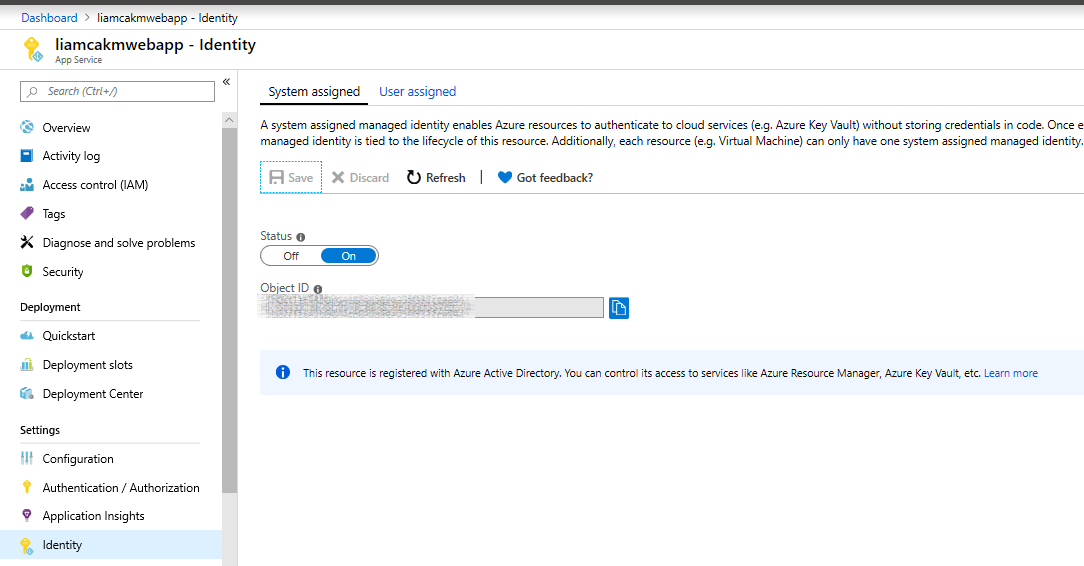 Dashboard > liamcakmwebapp - Identity
liamcakmwebapp - Identity
App Service
Search (Ctrl+/)
«
Overview
Activity log
Access control (IAM)
Tags
Diagnose and solve problems
Security
Deployment
Quickstart
Deployment slots
Deployment Center
Settings
Configuration
Authentication / Authorization
Application Insights
Identity
System assigned User assigned
A system assigned managed identity enables Azure resources to authenticate to cloud services (e.g. Azure Key Vault) without storing credentials in code. Once e
managed identity is tied to the lifecycle of this resource. Additionally, each resource (e.g. Virtual Machine) can only have one system assigned managed identity.
Save Discard Refresh | Got feedback?
Status
Off On
Object ID
This resource is registered with Azure Active Directory. You can control its access to services like Azure Resource Manager, Azure Key Vault, etc. Learn more